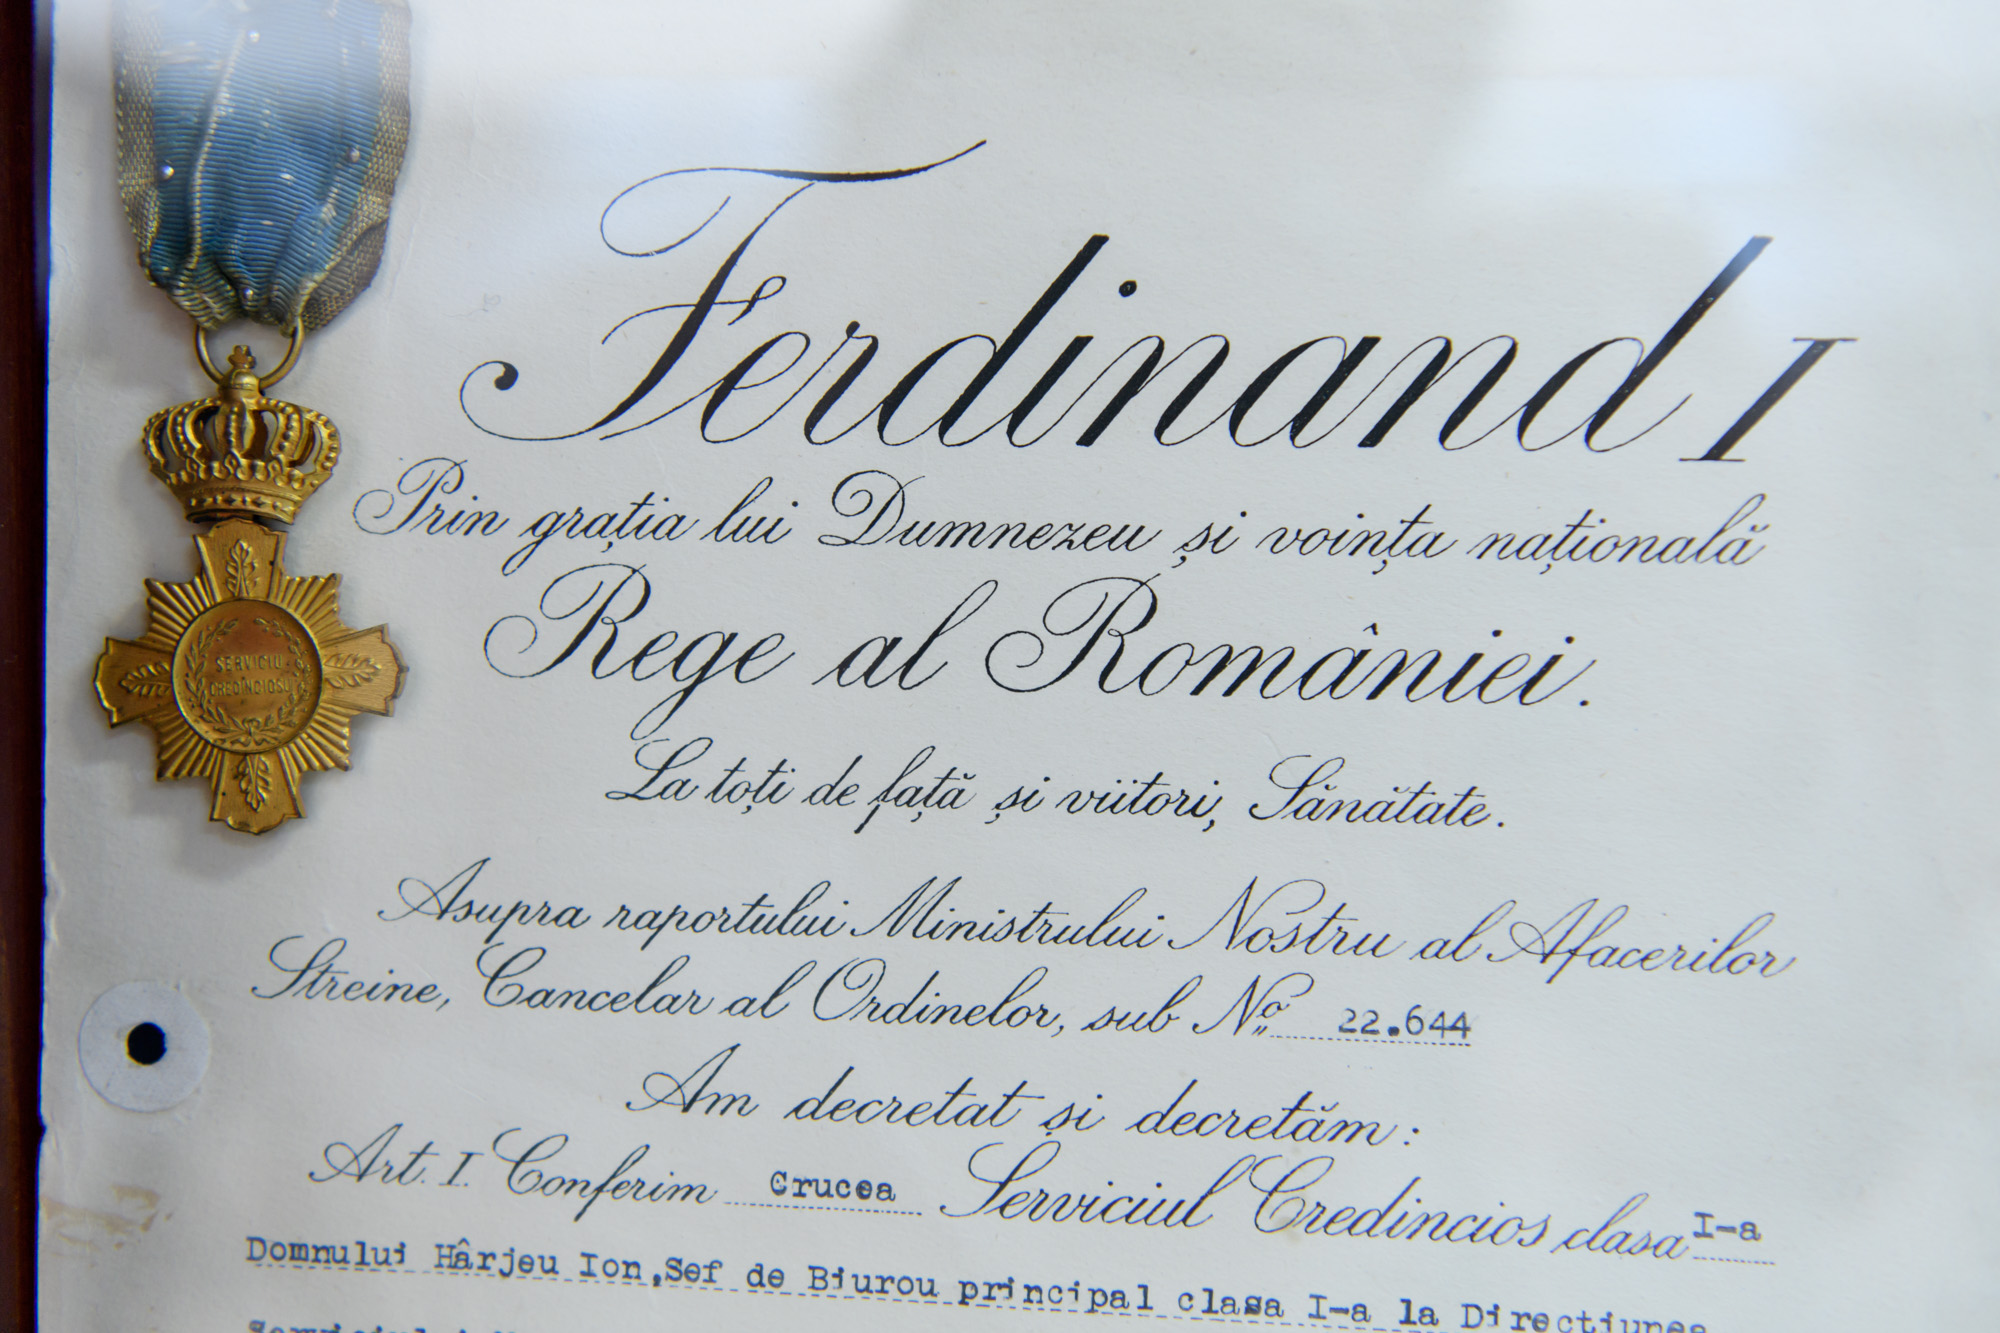 Ferdinand I
Prin grația lui Dumnezeu și voința națională
Rege al României.
La toți de față și viitori, Sănătate.
Asupra raportului Ministrului Nostru al Afacerilor
Streine, Cancelar al Ordinelor, sub No. 22.644
Am decretat și decretăm:
Art. I. Conferim Crucea Serviciul Credincios clasa I-a
Domnului Hârjeu Ion,Sef de Biurou principal clasa I-a la Directiunea
SERVICIU
CREDINCIOSU